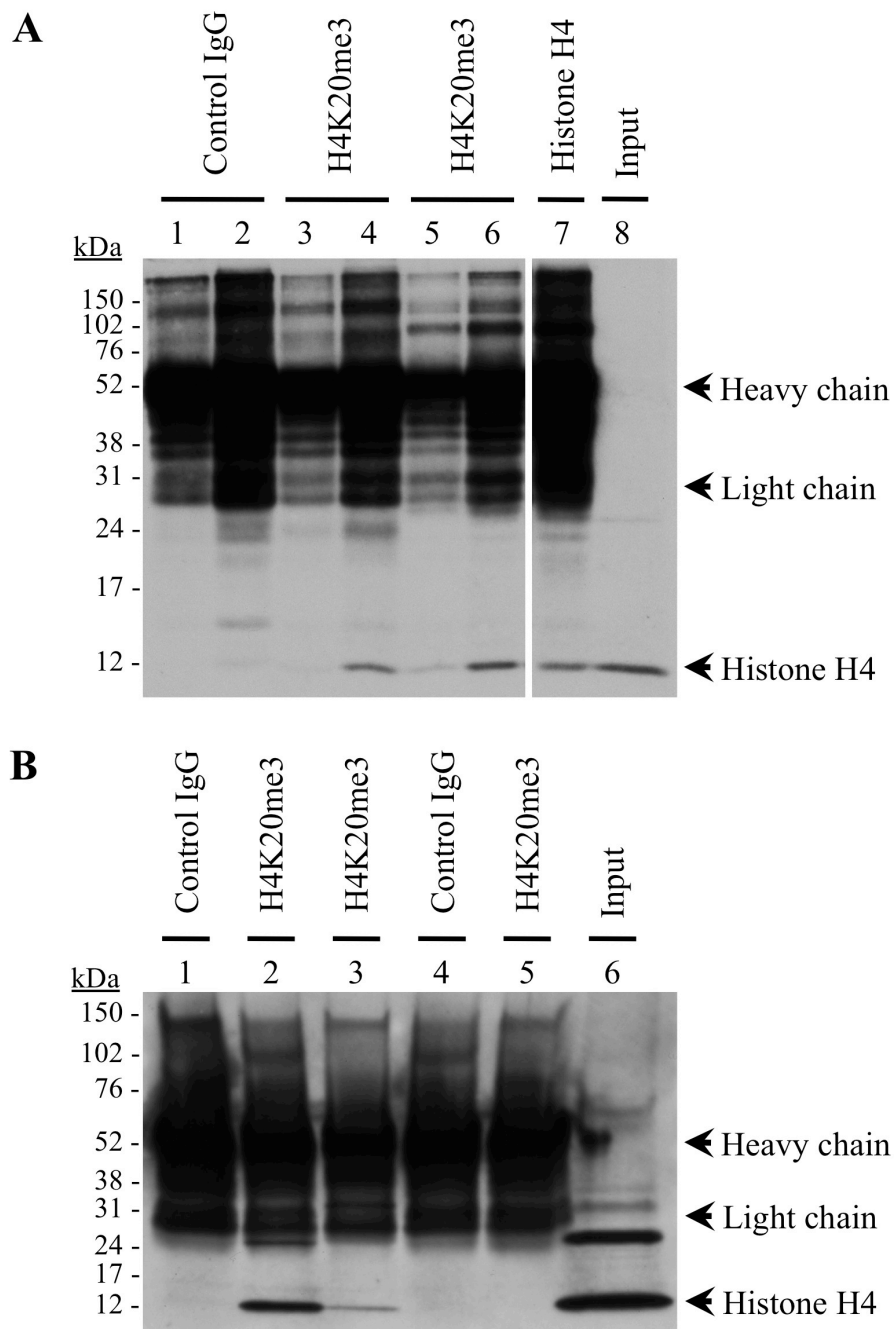 A
Control IgG
H4K20me3
H4K20me3
Histone H4
Input
1 2 3 4 5 6 7 8
kDa
150 -
102 -
76 -
52 -
38 -
31 -
24 -
17 -
12 -
Heavy chain
Light chain
Histone H4
B
Control IgG
H4K20me3
H4K20me3
Control IgG
H4K20me3
Input
1 2 3 4 5 6
kDa
150 -
102 -
76 -
52 -
38 -
31 -
24 -
17 -
12 -
Heavy chain
Light chain
Histone H4